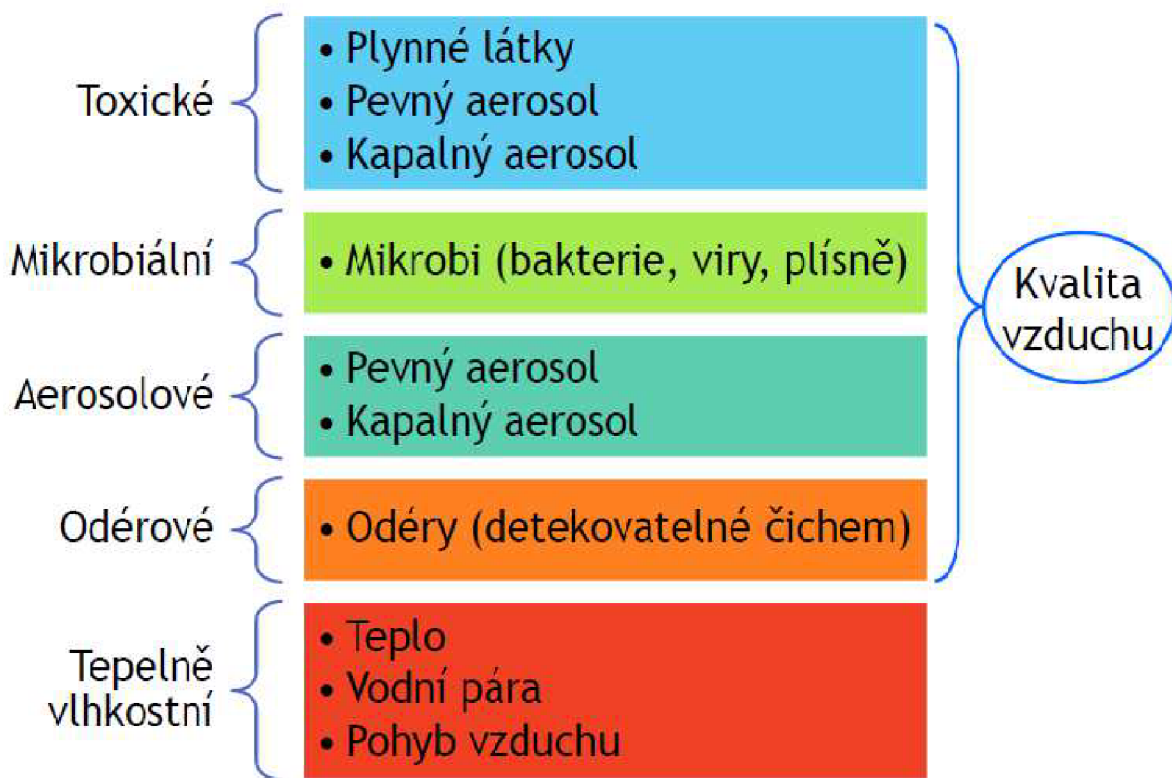 Toxické
• Plynné látky
• Pevný aerosol
• Kapalný aerosol
Mikrobiální
• Mikrobi (bakterie, viry, plísně)
Aerosolové
• Pevný aerosol
• Kapalný aerosol
Odérové
• Odéry (detekovatelné čichem)
Tepelně
vlhkostní
• Teplo
• Vodní pára
• Pohyb vzduchu
Kvalita
vzduchu